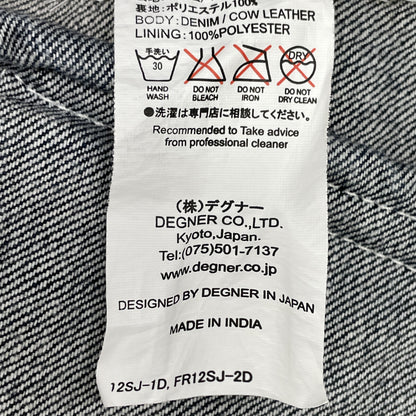 裏地:ポリエステル100%
BODY: DENIM / COW LEATHER
LINING: 100%POLYESTER
手洗い
30
DRY
HAND WASH
DO NOT BLEACH
DO NOT IRON
DO NOT DRY CLEAN
●洗濯は専門店に相談してください。
Recommended to Take advice
from professional cleaner
(株)デグナー
DEGNER CO.,LTD.
Kyoto,Japan.
Tel:(075)501-7137
www.degner.co.jp
DESIGNED BY DEGNER IN JAPAN
MADE IN INDIA
12SJ-1D, FR12SJ-2D